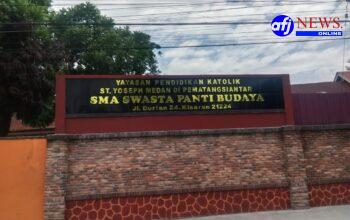 afj NEWS.
ONLINE
YAYASAN PENDIDIKAN KATOLIK
ST. YOSEPH MEDAN DI PEMATANGSIANTAR
SMA SWASTA PANTI BUDAYA
Jl. Durian 24. Kisaran 21224